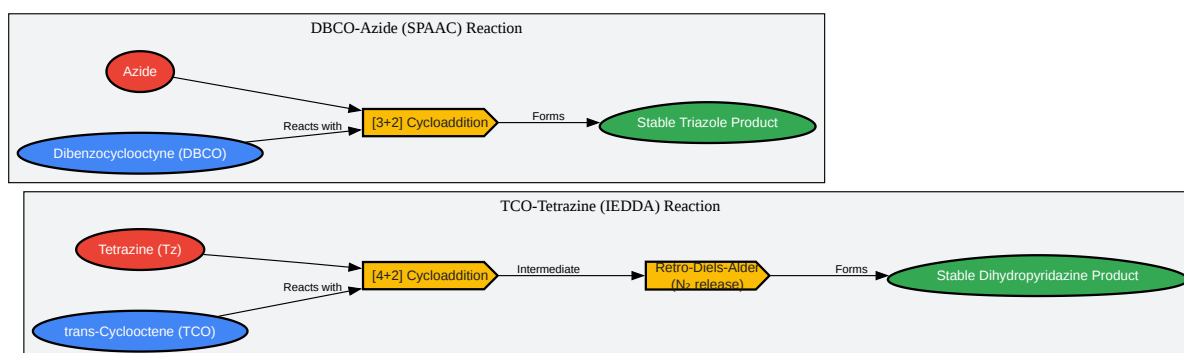 DBCO-Azide (SPAAC) Reaction
Azide
Reacts with
[3+2] Cycloaddition
Forms
Stable Triazole Product
Dibenzocyclooctyne (DBCO)
TCO-Tetrazine (IEDDA) Reaction
Tetrazine (Tz)
Reacts with
[4+2] Cycloaddition
Intermediate
Retro-Diels-Alder
(N₂ release)
Forms
Stable Dihydropyridazine Product
trans-Cyclooctene (TCO)